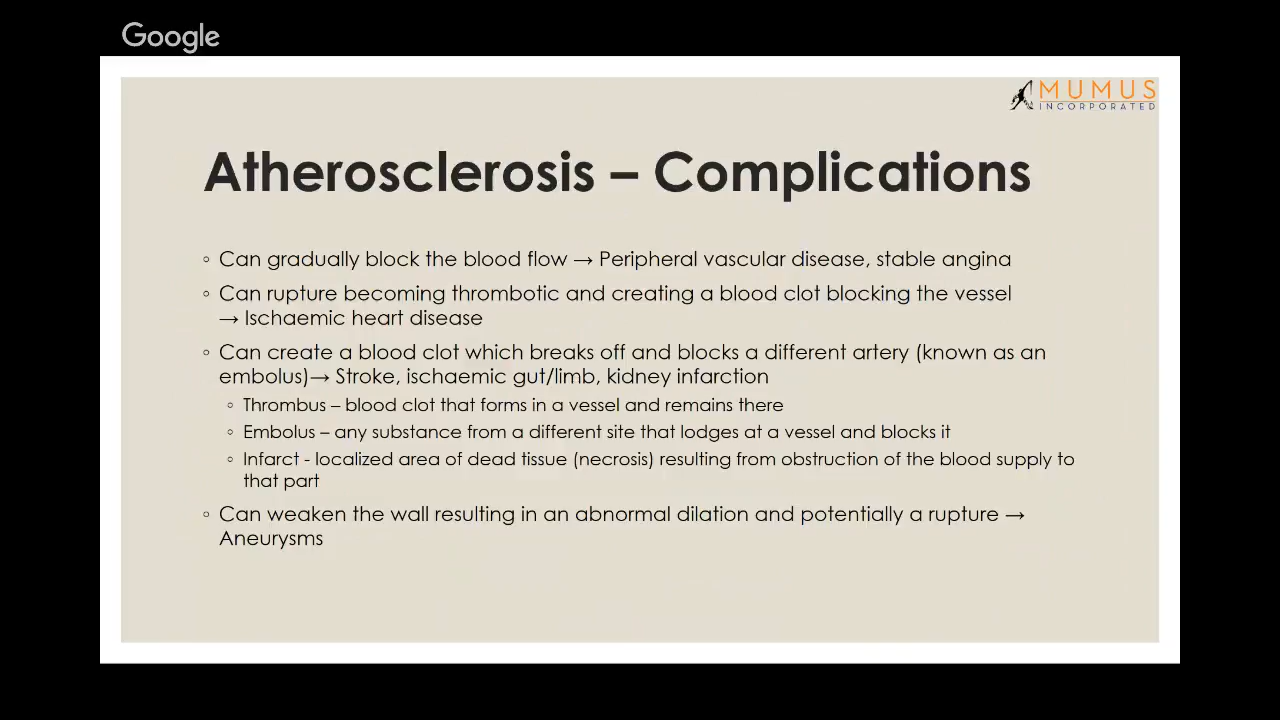 Google
MUMUS
INCORPORATED
Atherosclerosis – Complications
◦ Can gradually block the blood flow → Peripheral vascular disease, stable angina
◦ Can rupture becoming thrombotic and creating a blood clot blocking the vessel
→ Ischaemic heart disease
◦ Can create a blood clot which breaks off and blocks a different artery (known as an
embolus)→ Stroke, ischaemic gut/limb, kidney infarction
◦ Thrombus – blood clot that forms in a vessel and remains there
◦ Embolus – any substance from a different site that lodges at a vessel and blocks it
◦ Infarct - localized area of dead tissue (necrosis) resulting from obstruction of the blood supply to
that part
◦ Can weaken the wall resulting in an abnormal dilation and potentially a rupture →
Aneurysms